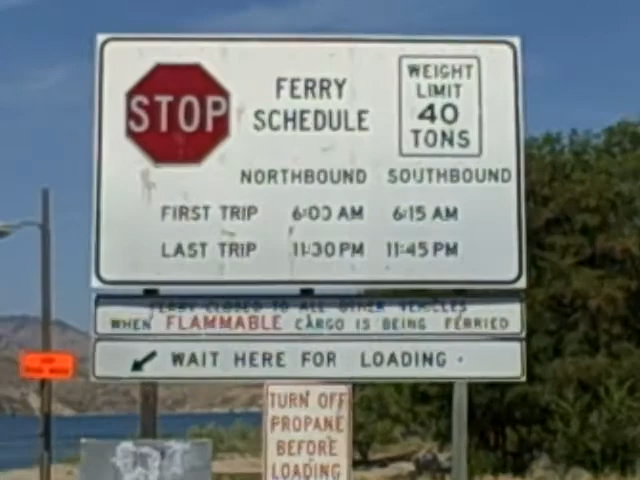 STOP
FERRY SCHEDULE
WEIGHT LIMIT 40 TONS
NORTHBOUND SOUTHBOUND
FIRST TRIP 6:00 AM 6:15 AM
LAST TRIP 11:30 PM 11:45 PM
FERRY CLOSED TO ALL OTHER VEHICLES
WHEN FLAMMABLE CARGO IS BEING FERRIED
WAIT HERE FOR LOADING
TURN OFF
PROPANE
BEFORE
LOADING